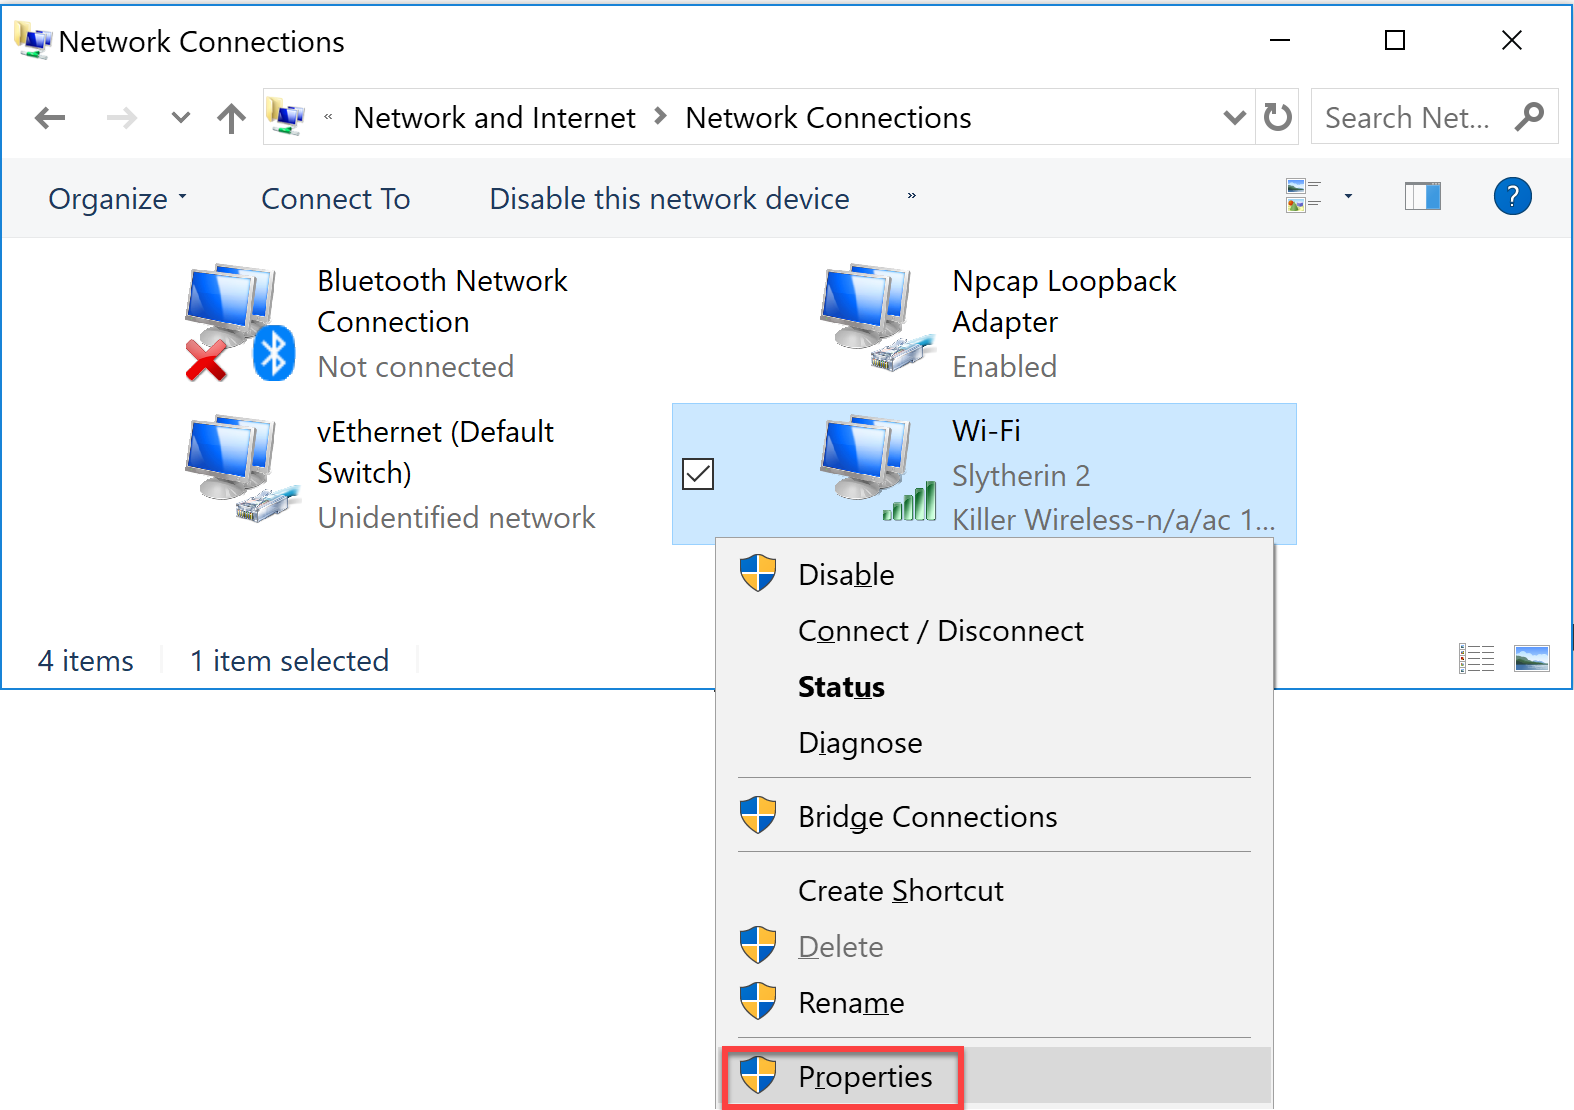 Network Connections
« Network and Internet > Network Connections
Search Net...
Organize Connect To Disable this network device »
?
Bluetooth Network
Connection
Not connected
Npcap Loopback
Adapter
Enabled
vEthernet (Default
Switch)
Unidentified network
Wi-Fi
Slytherin 2
Killer Wireless-n/a/ac 1...
4 items 1 item selected
Disable
Connect / Disconnect
Status
Diagnose
Bridge Connections
Create Shortcut
Delete
Rename
Properties